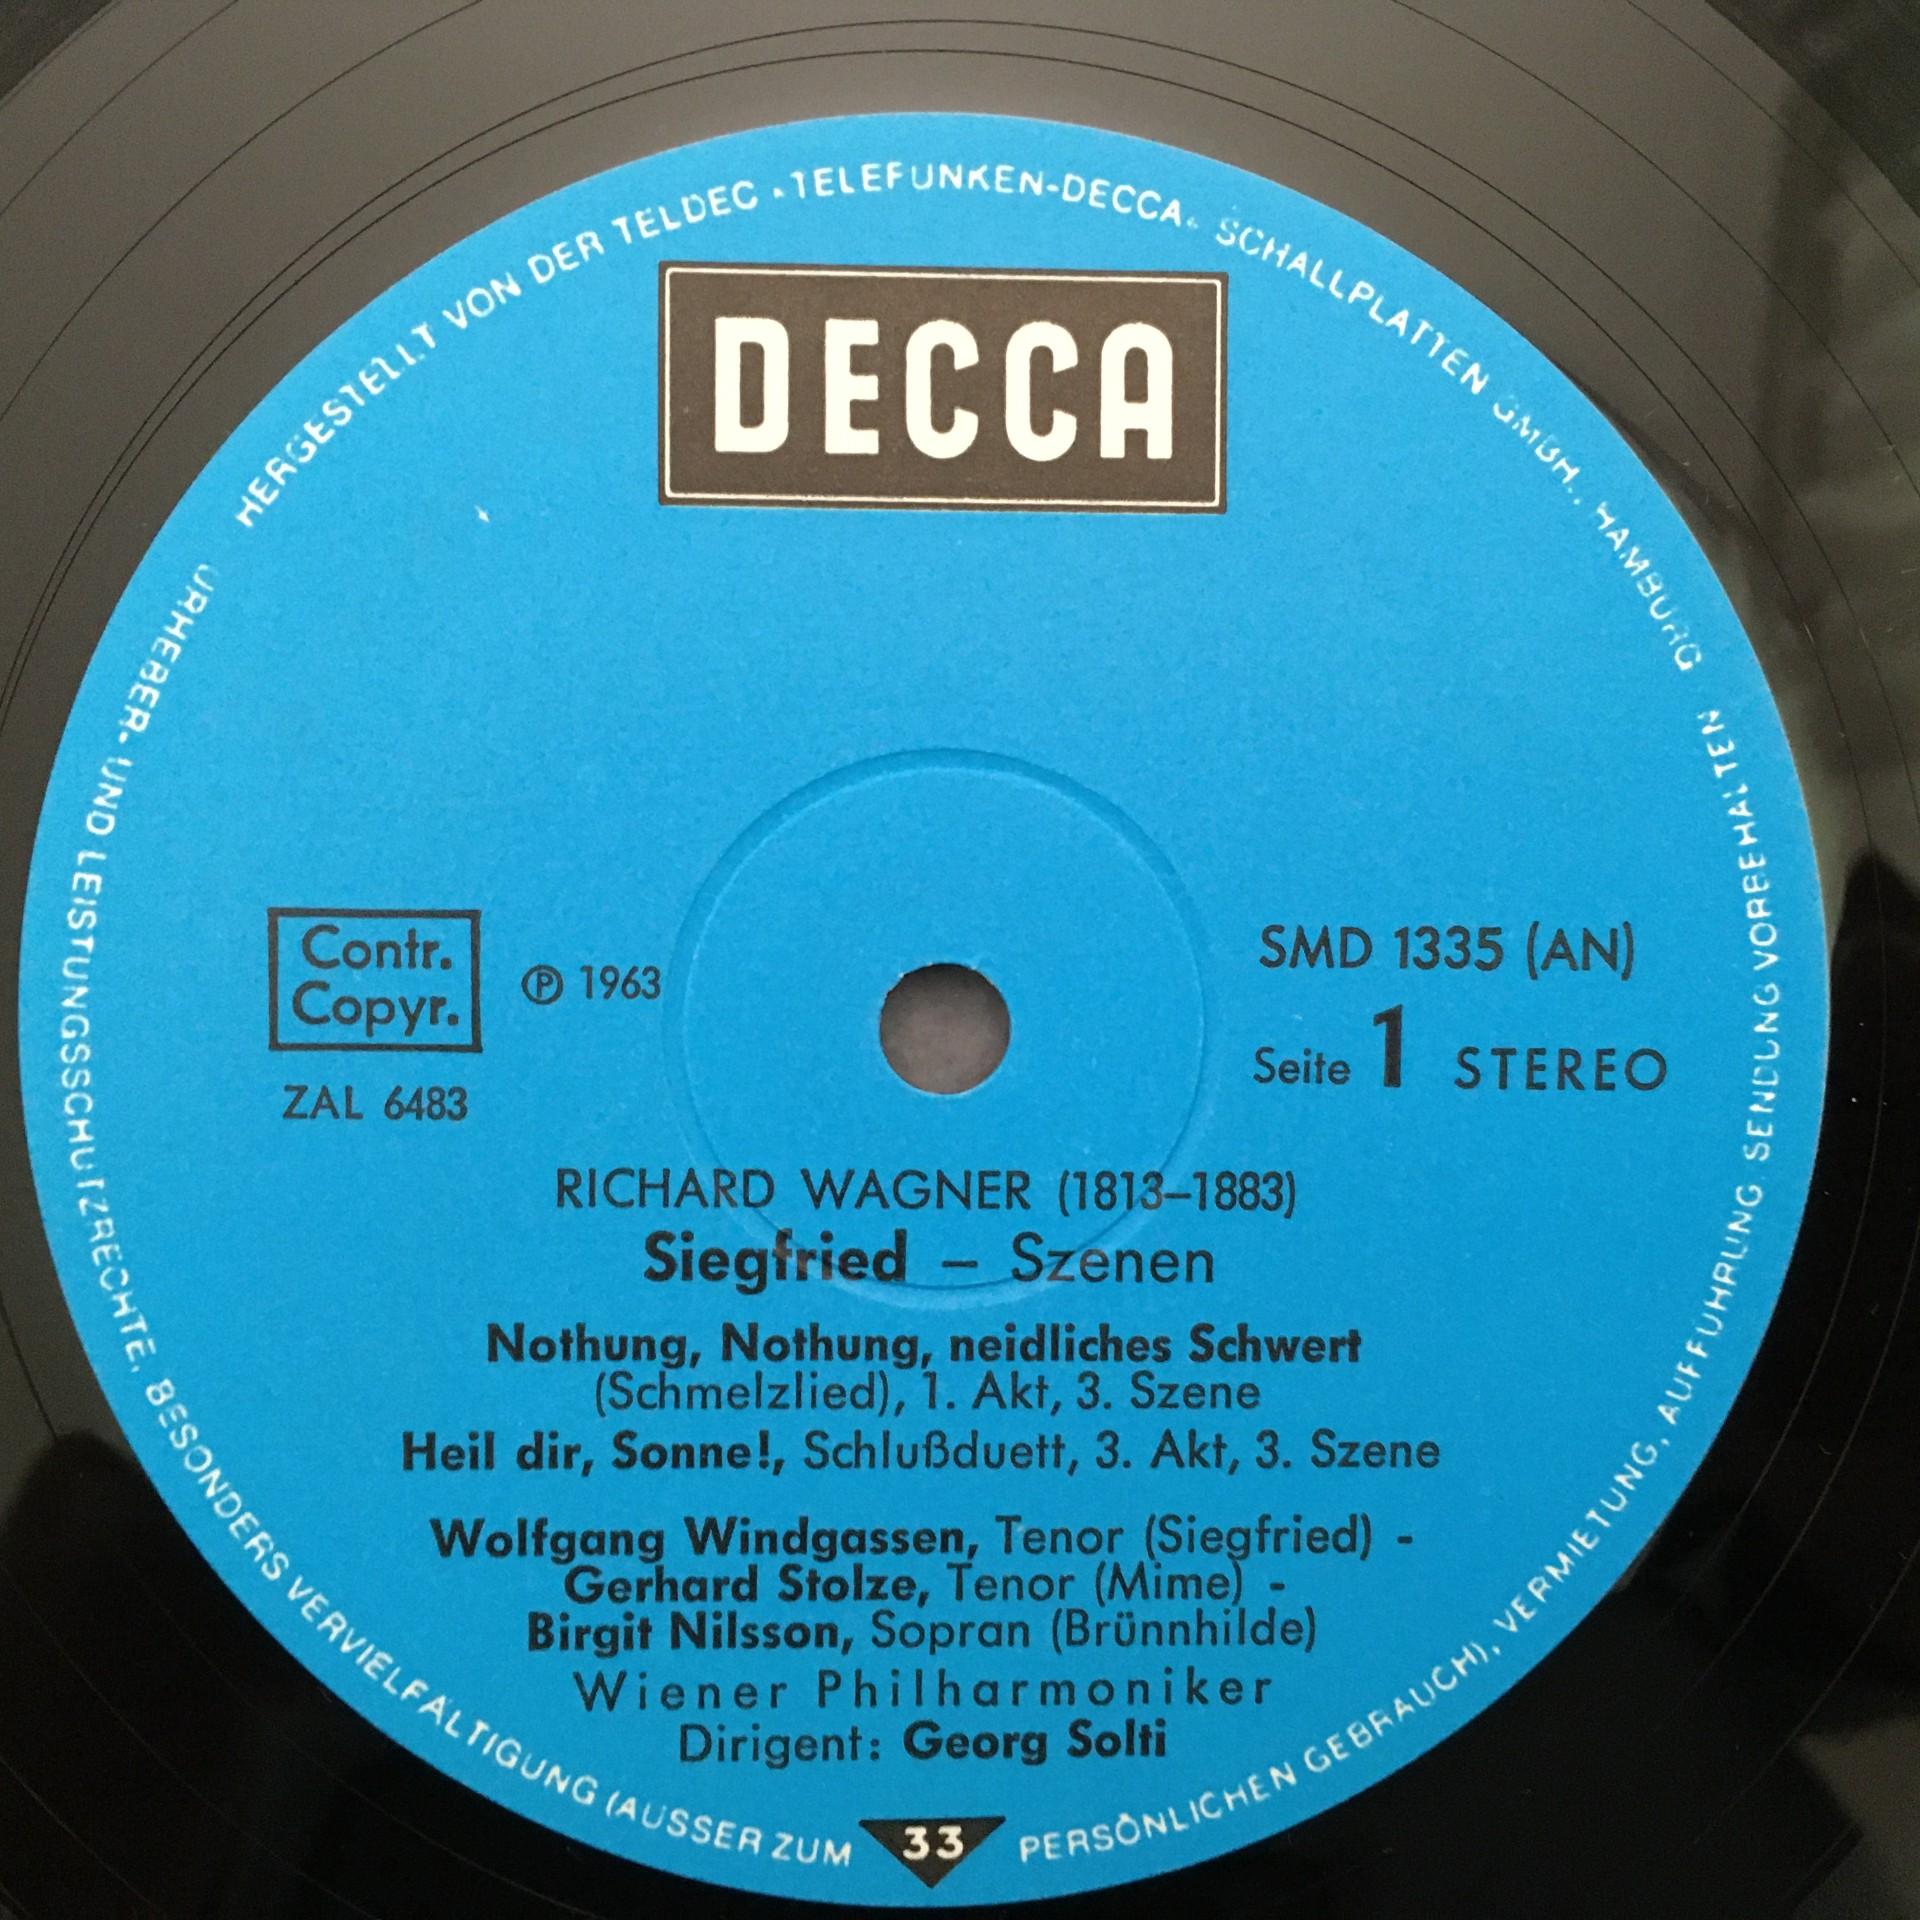 HERGESTELLT VON DER TELDEC · TELEFUNKEN-DECCA · SCHALLPLATTEN GMBH., HAMBURG
DECCA
Contr.
Copyr.
℗ 1963
ZAL 6483
SMD 1335 (AN)
Seite 1 STEREO
RICHARD WAGNER (1813–1883)
Siegfried – Szenen
Nothung, Nothung, neidliches Schwert
(Schmelzlied), 1. Akt, 3. Szene
Heil dir, Sonne!, Schlußduett, 3. Akt, 3. Szene
Wolfgang Windgassen, Tenor (Siegfried) -
Gerhard Stolze, Tenor (Mime) -
Birgit Nilsson, Sopran (Brünnhilde)
Wiener Philharmoniker
Dirigent: Georg Solti
33
URHEBER- UND LEISTUNGSSCHUTZRECHTE, BESONDERS VERVIELFÄLTIGUNG (AUSSER ZUM PERSÖNLICHEN GEBRAUCH), VERMIETUNG, AUFFÜHRUNG, SENDUNG VORBEHALTEN